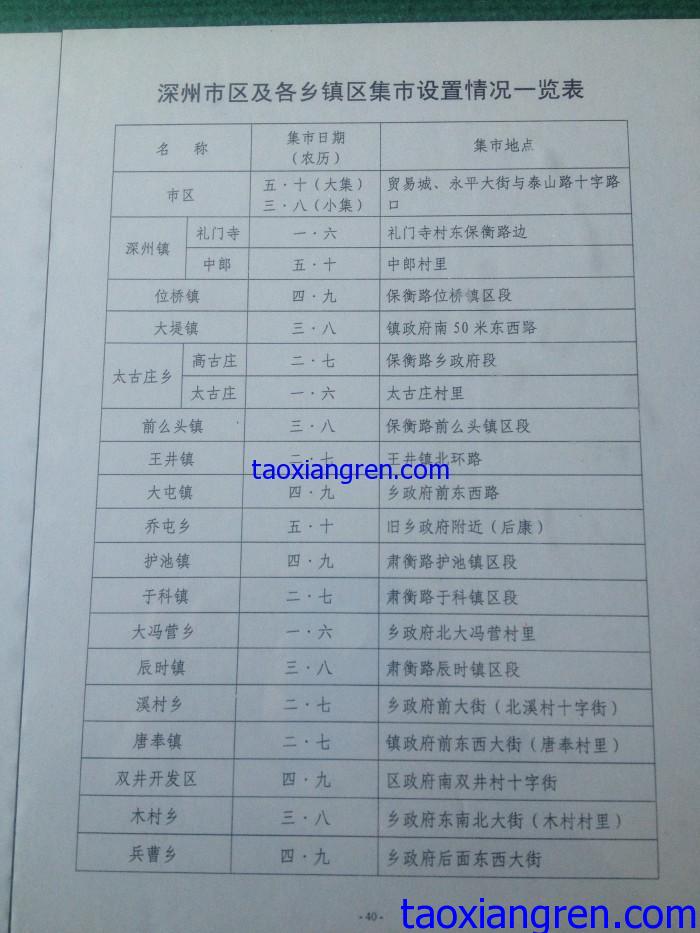 深州市区及各乡镇区集市设置情况一览表
名 称 集市日期 集市地点
（农历）
市区 五·十（大集） 贸易城、永平大街与泰山路十字路
三·八（小集） 口
深州镇 礼门寺 一·六 礼门寺村东保衡路边
中郎 五·十 中郎村里
位桥镇 四·九 保衡路位桥镇区段
大堤镇 三·八 镇政府南50米东西路
太古庄乡 高古庄 二·七 保衡路乡政府段
太古庄 一·六 太古庄村里
前么头镇 三·八 保衡路前么头镇区段
王井镇 二·七 王井镇北环路
taoxiangren.com
大屯镇 四·九 乡政府前东西路
乔屯乡 五·十 旧乡政府附近（后康）
护池镇 四·九 肃衡路护池镇区段
于科镇 二·七 肃衡路于科镇区段
大冯营乡 一·六 乡政府北大冯营村里
辰时镇 三·八 肃衡路辰时镇区段
溪村乡 二·七 乡政府前大街（北溪村十字街）
唐奉镇 二·七 镇政府前东西大街（唐奉村里）
双井开发区 四·九 区政府南双井村十字街
木村乡 三·八 乡政府东南北大街（木村村里）
兵曹乡 四·九 乡政府后面东西大街
- 40 -
taoxiangren.com